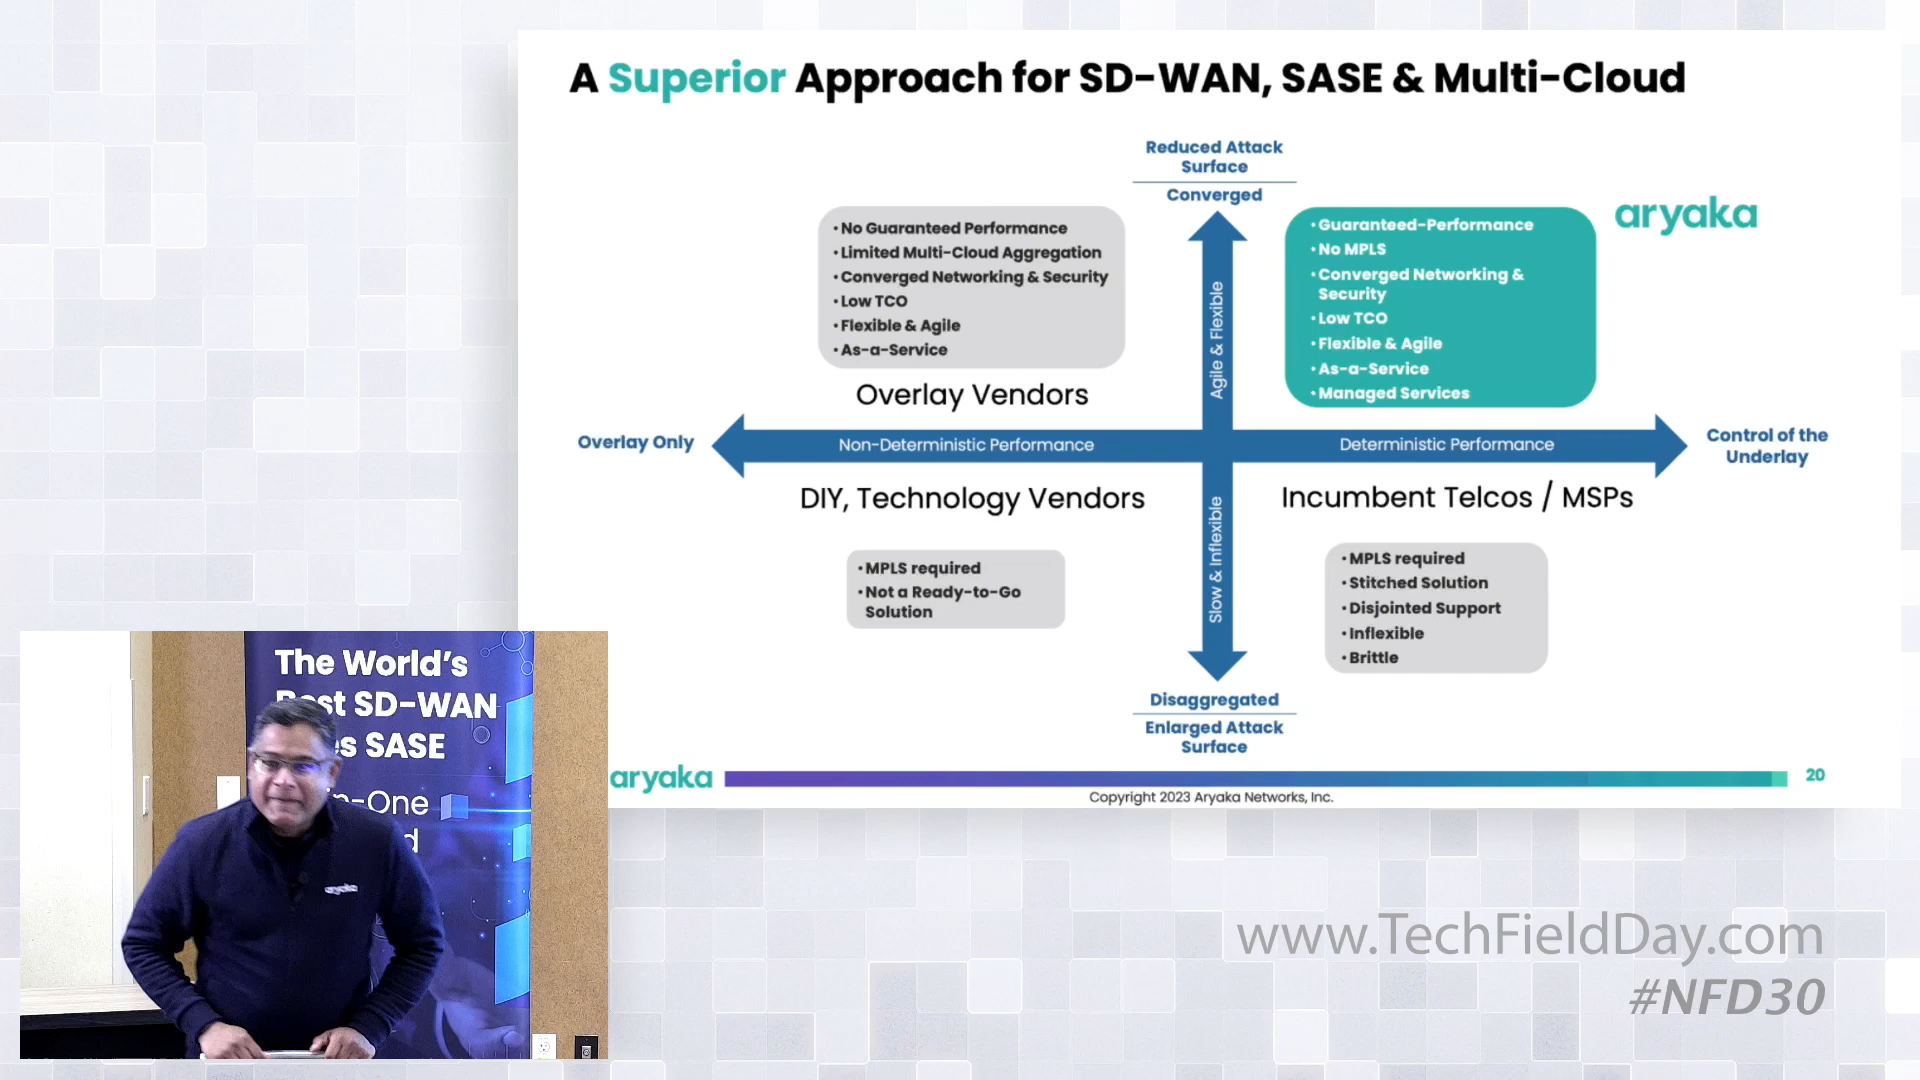 A Superior Approach for SD-WAN, SASE & Multi-Cloud
Reduced Attack
Surface
Converged
aryaka
• No Guaranteed Performance
• Limited Multi-Cloud Aggregation
• Converged Networking & Security
• Low TCO
• Flexible & Agile
• As-a-Service
Overlay Vendors
Agile & Flexible
• Guaranteed-Performance
• No MPLS
• Converged Networking &
Security
• Low TCO
• Flexible & Agile
• As-a-Service
• Managed Services
Overlay Only
Non-Deterministic Performance
Deterministic Performance
Control of the
Underlay
DIY, Technology Vendors
• MPLS required
• Not a Ready-to-Go
Solution
Slow & Inflexible
Incumbent Telcos / MSPs
• MPLS required
• Stitched Solution
• Disjointed Support
• Inflexible
• Brittle
Disaggregated
Enlarged Attack
Surface
aryaka
20
Copyright 2023 Aryaka Networks, Inc.
The World's
Best SD-WAN
SASE
-One
aryaka
www.TechFieldDay.com
#NFD30